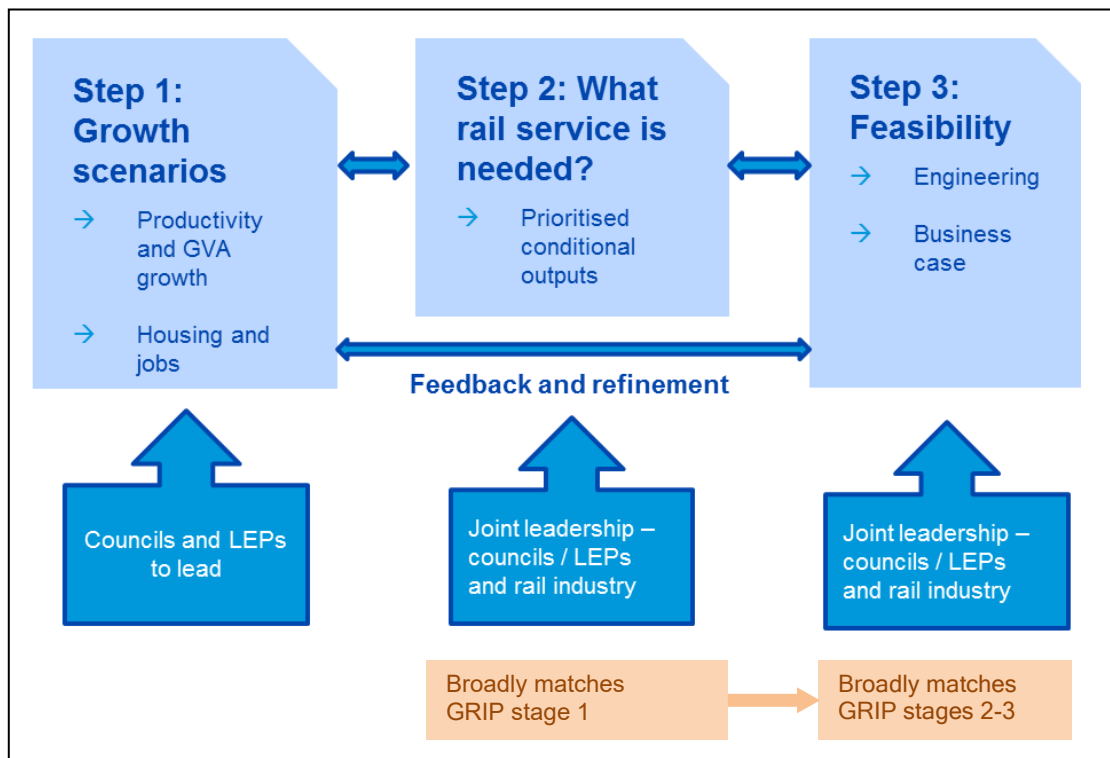 Step 1:
Growth
scenarios
→ Productivity
and GVA
growth
→ Housing and
jobs
Step 2: What
rail service is
needed?
→ Prioritised
conditional
outputs
Step 3:
Feasibility
→ Engineering
→ Business
case
Feedback and refinement
Councils and LEPs
to lead
Joint leadership –
councils / LEPs
and rail industry
Joint leadership –
councils / LEPs
and rail industry
Broadly matches
GRIP stage 1
Broadly matches
GRIP stages 2-3